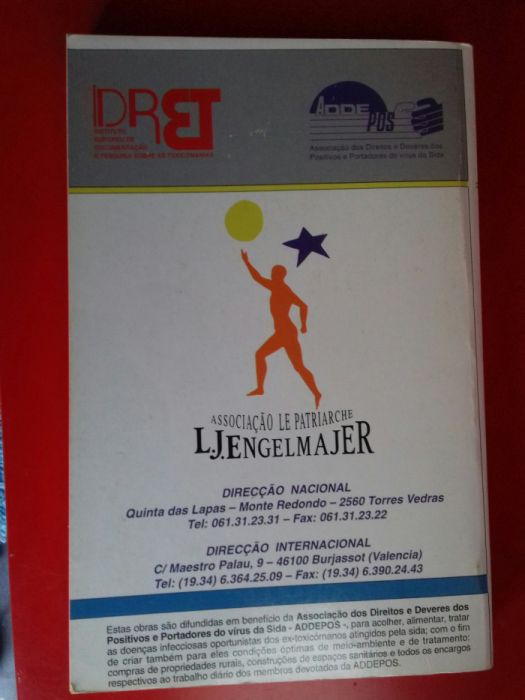 IDRET
INSTITUTO
EUROPEU DE
DOCUMENTAÇÃO
E PESQUISA SOBRE AS TOXICOMANIAS
ADDE
POS
Associação dos Direitos e Deveres dos
Positivos e Portadores do vírus da Sida
ASSOCIAÇÃO LE PATRIARCHE
L.J.ENGELMAJER
DIRECÇÃO NACIONAL
Quinta das Lapas – Monte Redondo – 2560 Torres Vedras
Tel: 061.31.23.31 – Fax: 061.31.23.22
DIRECÇÃO INTERNACIONAL
C/ Maestro Palau, 9 – 46100 Burjassot (Valencia)
Tel: (19.34) 6.364.25.09 – Fax: (19.34) 6.390.24.43
Estas obras são difundidas em benefício da Associação dos Direitos e Deveres dos
Positivos e Portadores do vírus da Sida - ADDEPOS -, para acolher, alimentar, tratar
as doenças infecciosas oportunistas dos ex-toxicómanos atingidos pela sida; com o fim
de criar também para eles condições óptimas de meio-ambiente e de tratamento:
compras de propriedades rurais, construções de espaços sanitários e todos os encargos
respectivos ao trabalho diário dos membros devotados da ADDEPOS.